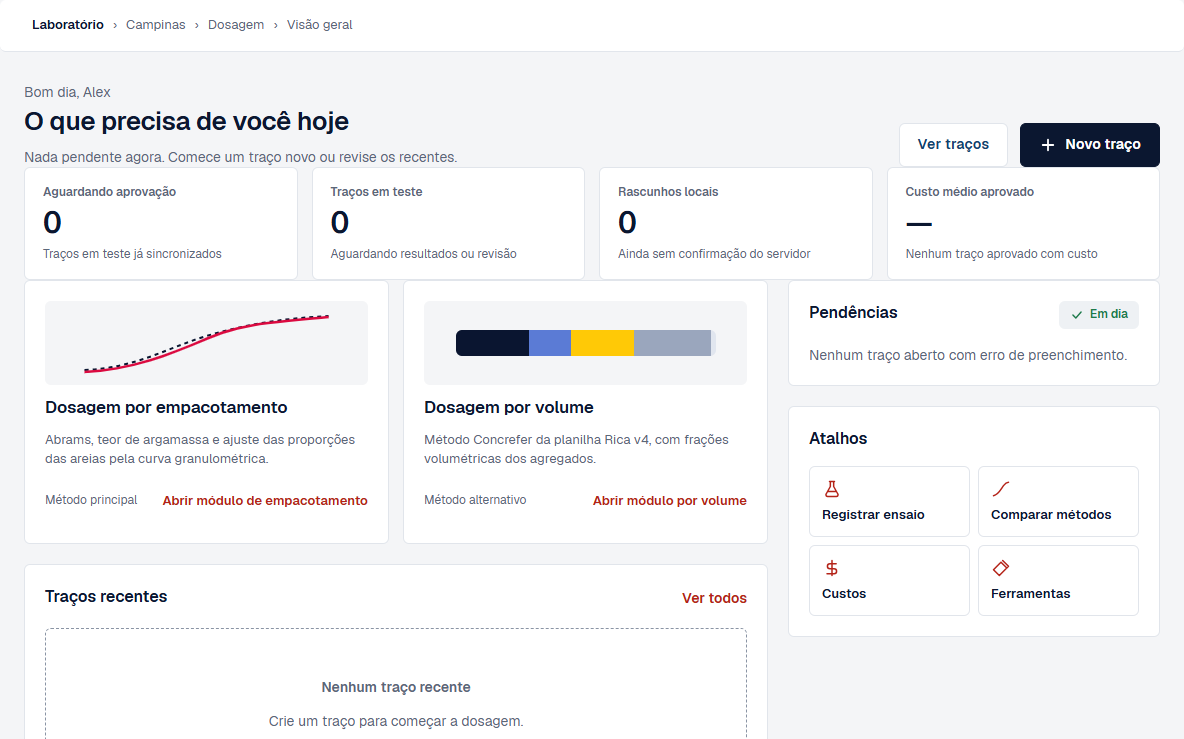 Laboratório › Campinas › Dosagem › Visão geral
Bom dia, Alex
O que precisa de você hoje
Nada pendente agora. Comece um traço novo ou revise os recentes.
Ver traços
Novo traço
Aguardando aprovação
0
Traços em teste já sincronizados
Traços em teste
0
Aguardando resultados ou revisão
Rascunhos locais
0
Ainda sem confirmação do servidor
Custo médio aprovado
—
Nenhum traço aprovado com custo
Dosagem por empacotamento
Abrams, teor de argamassa e ajuste das proporções
das areias pela curva granulométrica.
Método principal
Abrir módulo de empacotamento
Dosagem por volume
Método Concrefer da planilha Rica v4, com frações
volumétricas dos agregados.
Método alternativo
Abrir módulo por volume
Pendências
Em dia
Nenhum traço aberto com erro de preenchimento.
Atalhos
Registrar ensaio
Comparar métodos
Custos
Ferramentas
Traços recentes
Ver todos
Nenhum traço recente
Crie um traço para começar a dosagem.